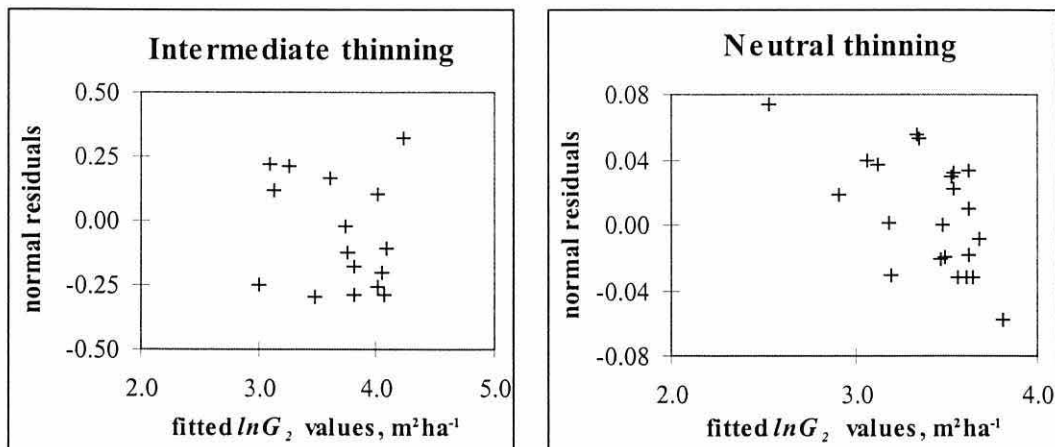 Intermediate thinning
0.50
0.25
0.00
-0.25
-0.50
normal residuals
2.0 3.0 4.0 5.0
fitted lnG₂ values, m²ha⁻¹
Neutral thinning
0.08
0.04
0.00
-0.04
-0.08
normal residuals
2.0 3.0 4.0
fitted lnG₂ values, m²ha⁻¹